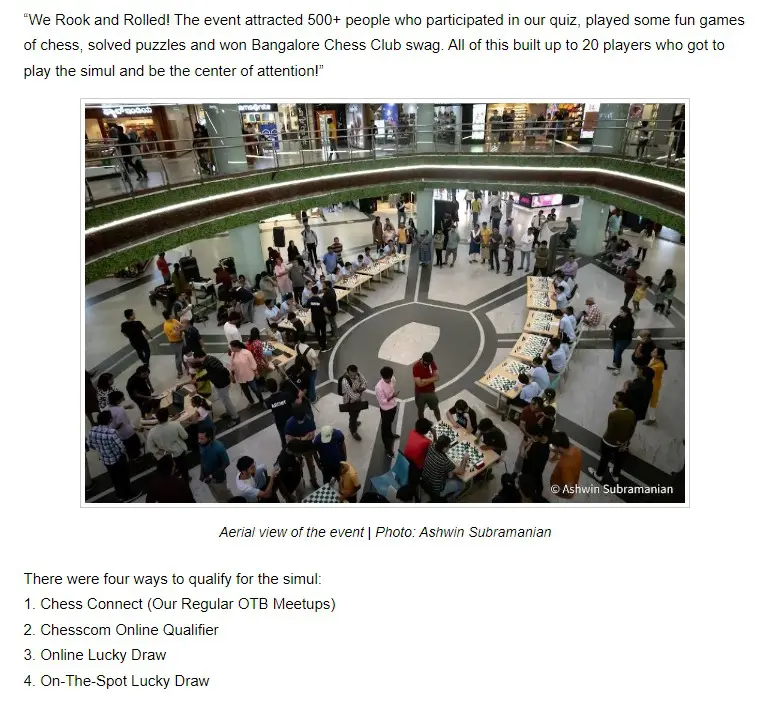 “We Rook and Rolled! The event attracted 500+ people who participated in our quiz, played some fun games
of chess, solved puzzles and won Bangalore Chess Club swag. All of this built up to 20 players who got to
play the simul and be the center of attention!”
© Ashwin Subramanian
Aerial view of the event | Photo: Ashwin Subramanian
There were four ways to qualify for the simul:
1. Chess Connect (Our Regular OTB Meetups)
2. Chesscom Online Qualifier
3. Online Lucky Draw
4. On-The-Spot Lucky Draw